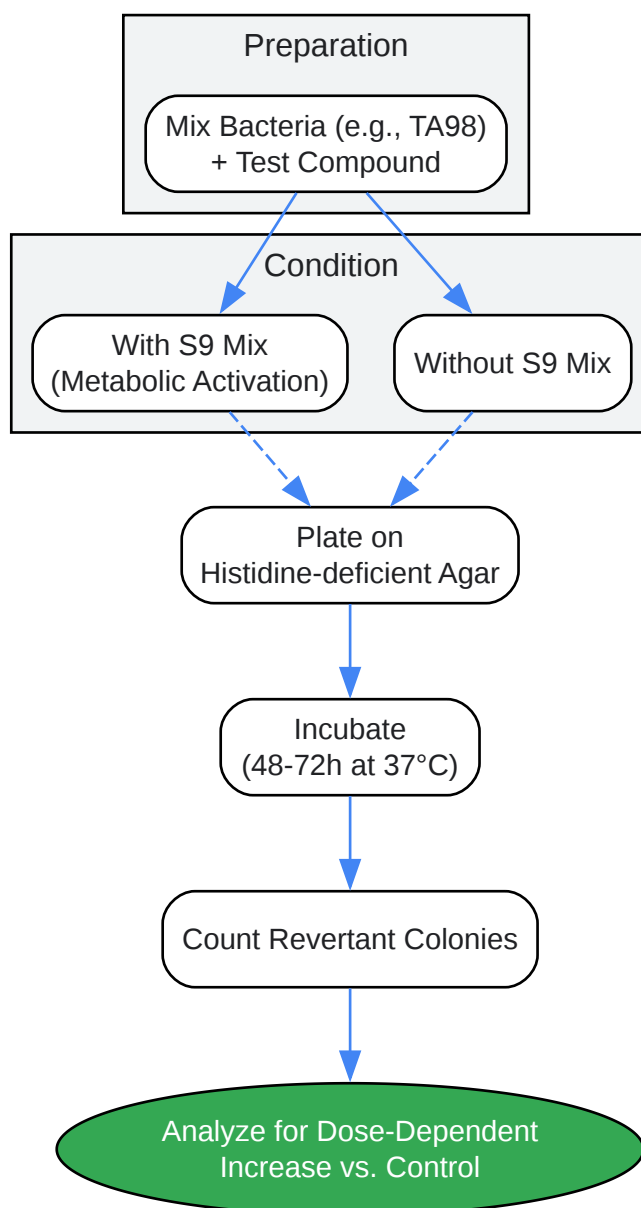 Preparation
Mix Bacteria (e.g., TA98)
+ Test Compound
Condition
With S9 Mix
(Metabolic Activation)
Without S9 Mix
Plate on
Histidine-deficient Agar
Incubate
(48-72h at 37°C)
Count Revertant Colonies
Analyze for Dose-Dependent
Increase vs. Control